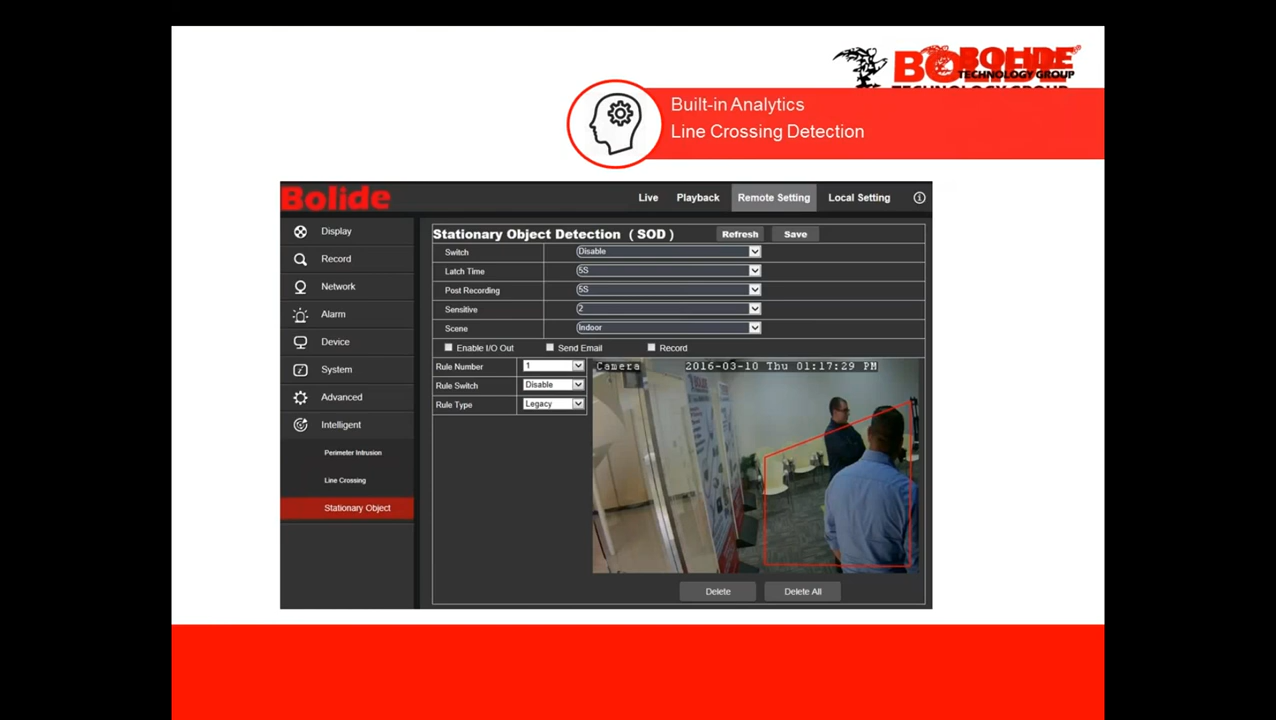 BOLIDE
TECHNOLOGY GROUP
Built-in Analytics
Line Crossing Detection
Bolide
Live Playback Remote Setting Local Setting
Display
Record
Network
Alarm
Device
System
Advanced
Intelligent
Perimeter Intrusion
Line Crossing
Stationary Object
Stationary Object Detection ( SOD ) Refresh Save
Switch Disable
Latch Time 5S
Post Recording 5S
Sensitive 2
Scene Indoor
Enable I/O Out Send Email Record
Rule Number 1
Rule Switch Disable
Rule Type Legacy
Camera 2016-03-10 Thu 01:17:29 PM
Delete Delete All